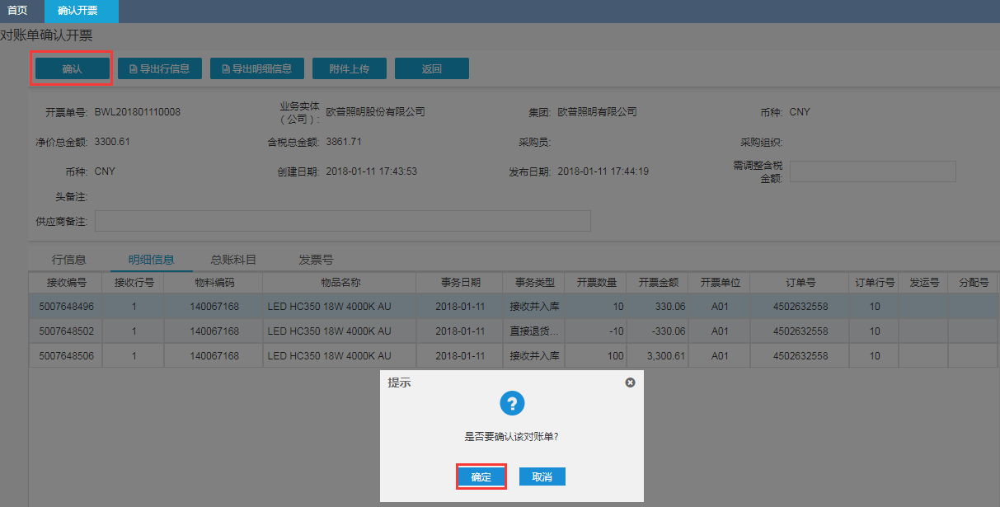 首页 确认开票
对账单确认开票
确认 导出行信息 导出明细信息 附件上传 返回
开票单号: BWL201801110008 业务实体（公司）: 欧普照明股份有限公司 集团: 欧普照明有限公司 币种: CNY
净价总金额: 3300.61 含税总金额: 3861.71 采购员: 采购组织:
币种: CNY 创建日期: 2018-01-11 17:43:53 发布日期: 2018-01-11 17:44:19 需调整含税金额:
头备注:
供应商备注:
行信息 明细信息 总账科目 发票号
接收编号 接收行号 物料编码 物品名称 事务日期 事务类型 开票数量 开票金额 开票单位 订单号 订单行号 发运号 分配号
5007648496 1 140067168 LED HC350 18W 4000K AU 2018-01-11 接收并入库 10 330.06 A01 4502632558 10
5007648502 1 140067168 LED HC350 18W 4000K AU 2018-01-11 直接退货... -10 -330.06 A01 4502632558 10
5007648506 1 140067168 LED HC350 18W 4000K AU 2018-01-11 接收并入库 100 3,300.61 A01 4502632558 10
提示
?
是否要确认该对账单?
确定 取消